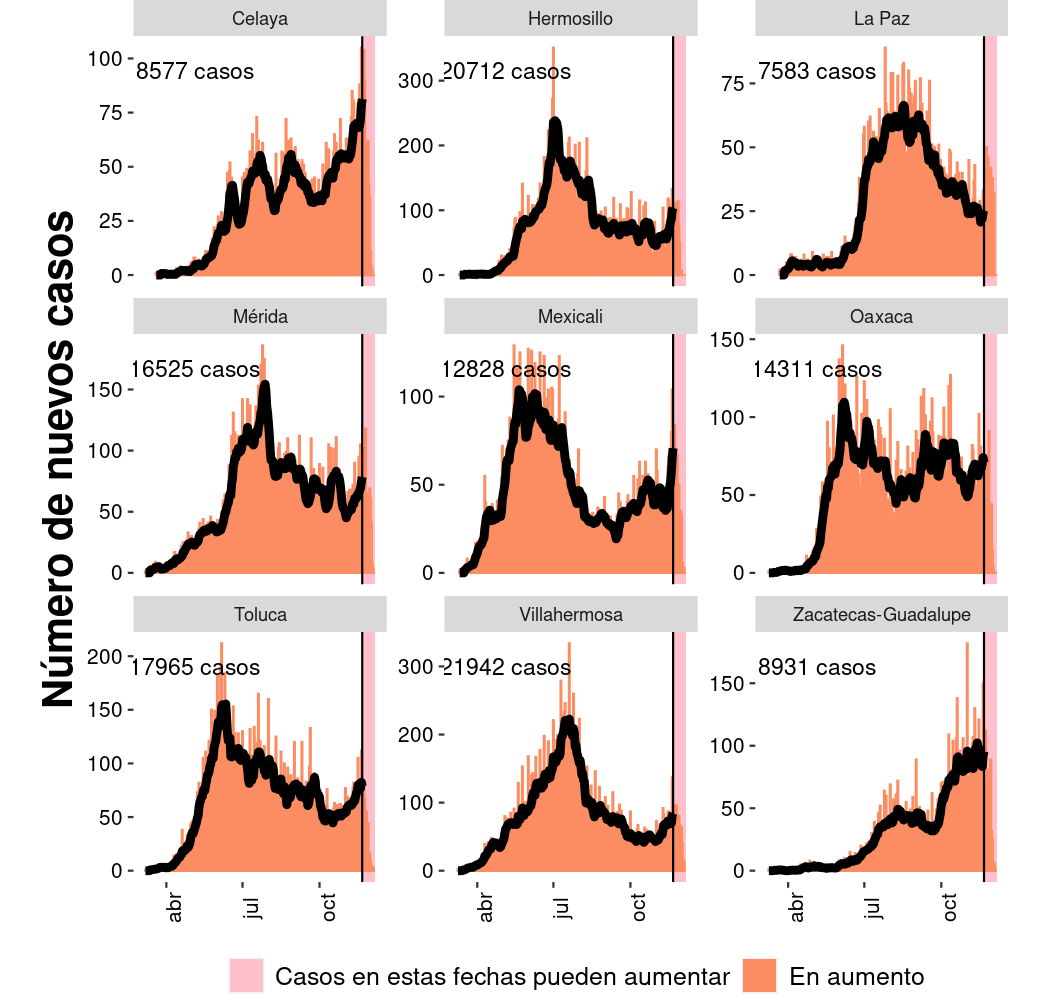 Celaya
Hermosillo
La Paz
100
75
50
25
0
8577 casos
300
200
100
0
20712 casos
75
50
25
0
7583 casos
Número de nuevos casos
Mérida
Mexicali
Oaxaca
150
100
50
0
16525 casos
100
50
0
12828 casos
150
100
50
0
14311 casos
Toluca
Villahermosa
Zacatecas-Guadalupe
200
150
100
50
0
17965 casos
300
200
100
0
21942 casos
150
100
50
0
8931 casos
abr
jul
oct
abr
jul
oct
abr
jul
oct
Casos en estas fechas pueden aumentar
En aumento